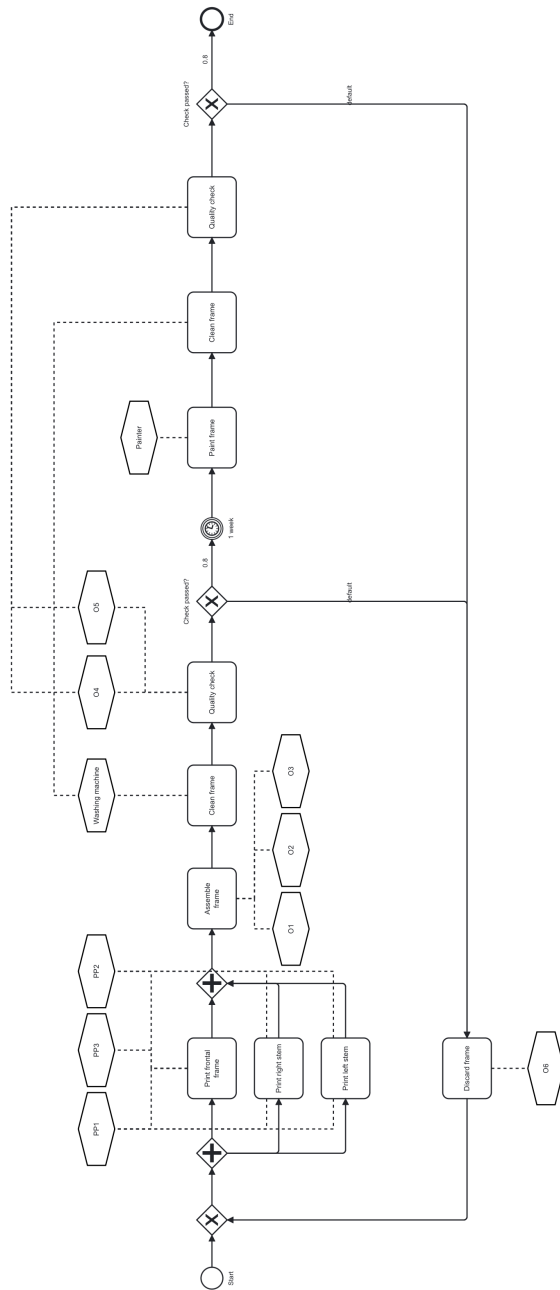 Start
PP1
PP3
PP2
Print frontal
frame
Print right stem
Print left stem
Assemble
frame
O1
O2
O3
Washing machine
Clean frame
O4
O5
Quality check
Check passed?
0.8
default
1 week
Painter
Paint frame
Clean frame
Quality check
Check passed?
0.8
default
End
Discard frame
O6